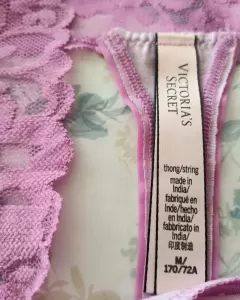 VICTORIA'S
SECRET
thong/string
made in
India/
fabriqué en
Inde/hecho
en India/
fabbricato in
India/
印度制造
M/
170/72A